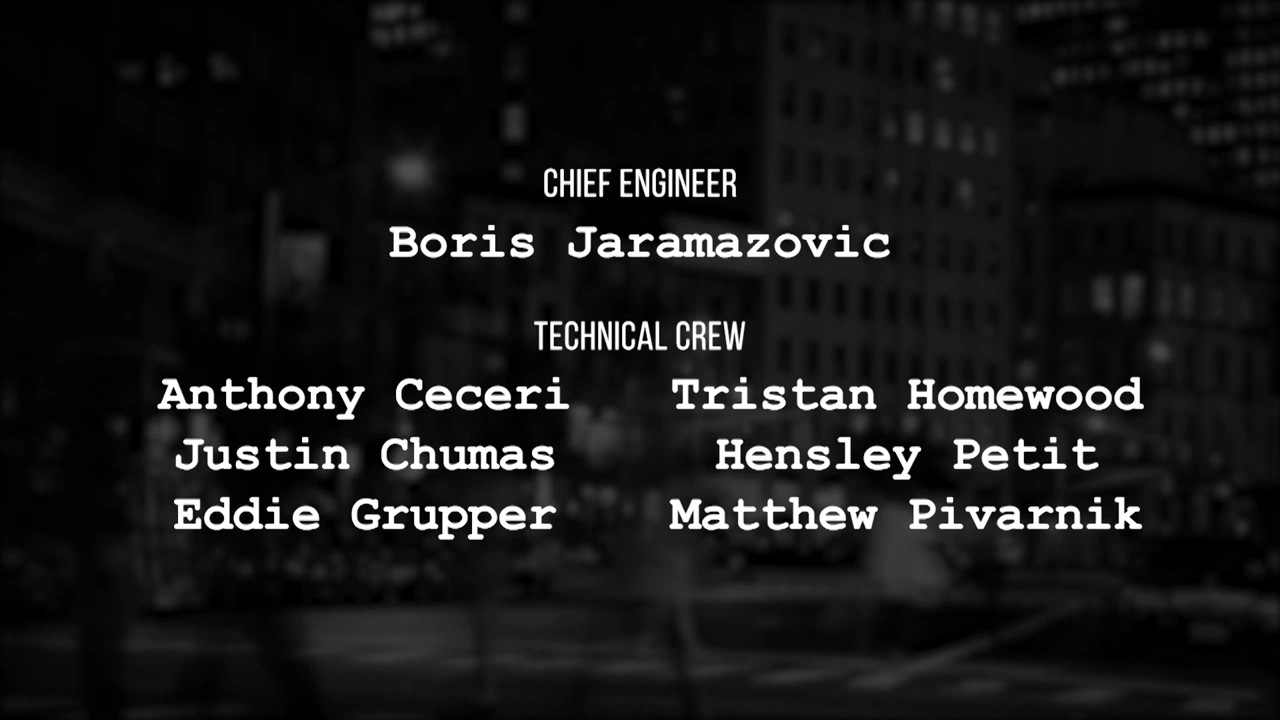 CHIEF ENGINEER
Boris Jaramazovic
TECHNICAL CREW
Anthony Ceceri Tristan Homewood
Justin Chumas Hensley Petit
Eddie Grupper Matthew Pivarnik